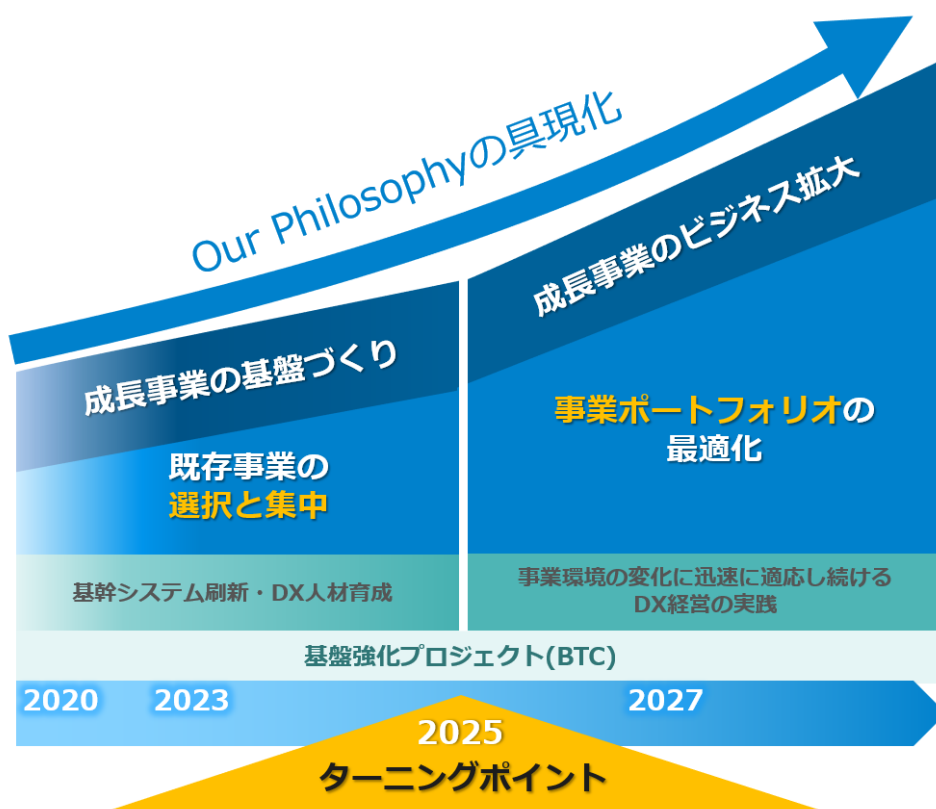 Our Philosophyの具現化
成長事業の基盤づくり
成長事業のビジネス拡大
既存事業の
選択と集中
事業ポートフォリオの
最適化
基幹システム刷新・DX人材育成
事業環境の変化に迅速に適応し続ける
DX経営の実践
基盤強化プロジェクト(BTC)
2020
2023
2027
2025
ターニングポイント